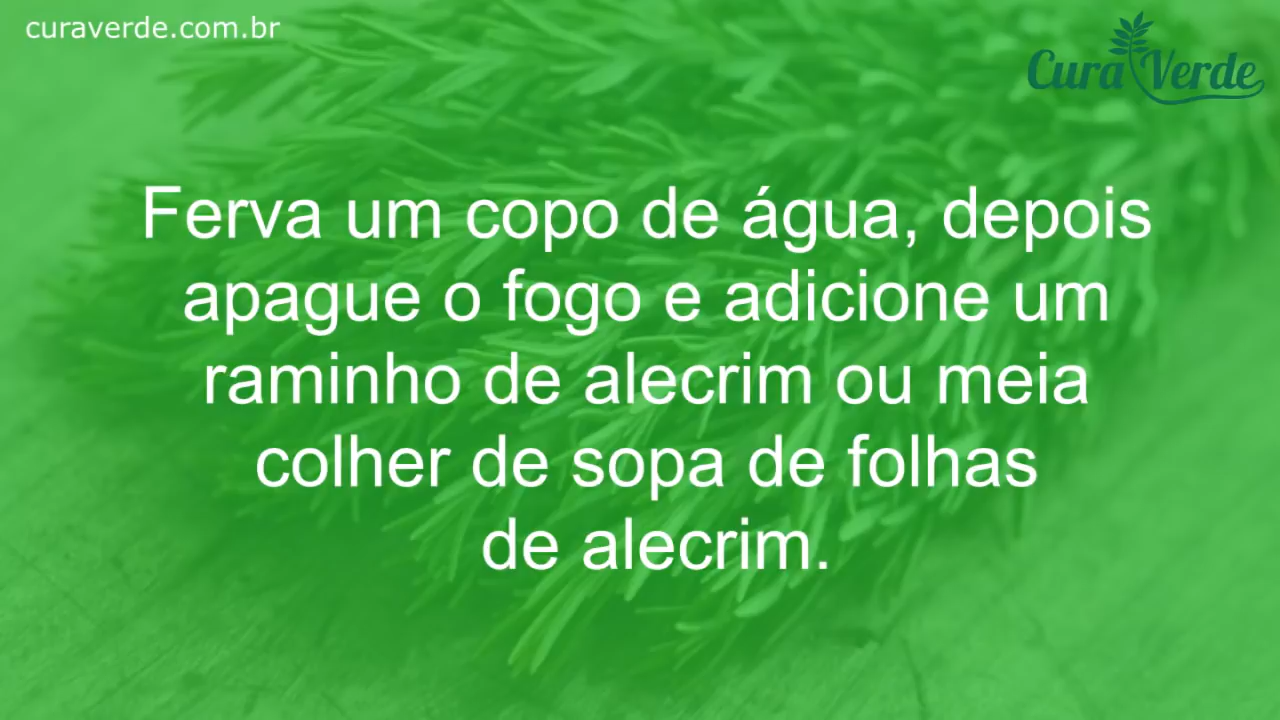 curaverde.com.br
Cura Verde
Ferva um copo de água, depois
apague o fogo e adicione um
raminho de alecrim ou meia
colher de sopa de folhas
de alecrim.